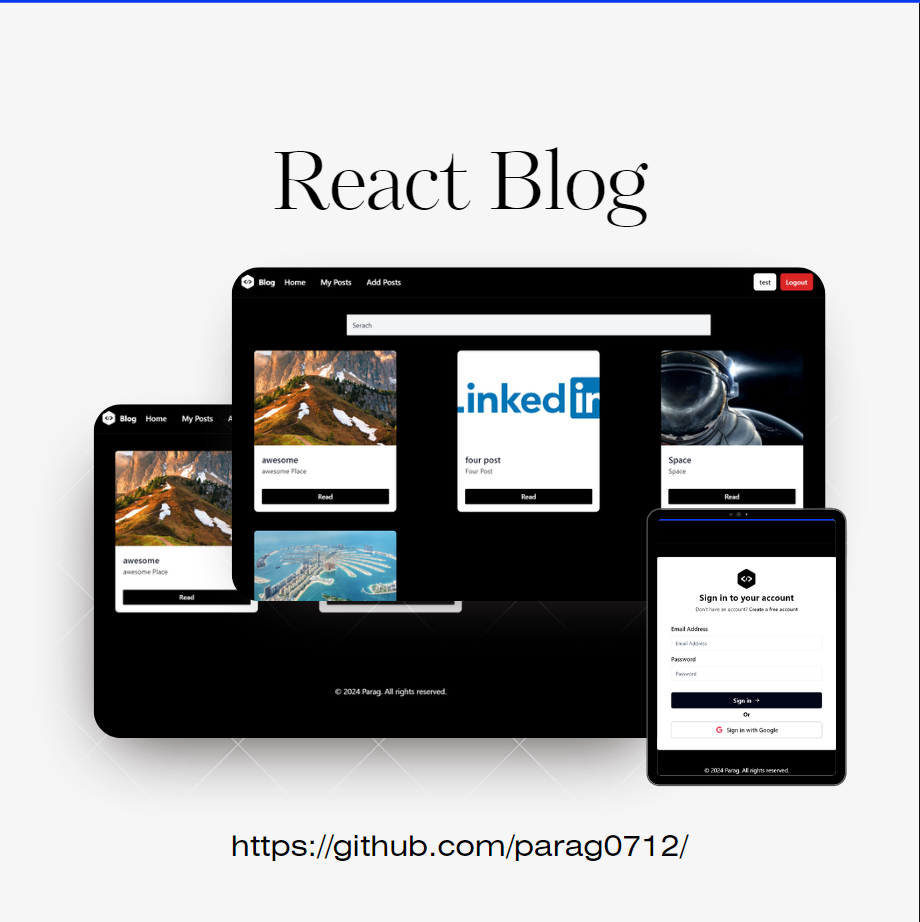 React Blog
Blog Home My Posts Add Posts test Logout
Serach
LinkedIn
awesome
awesome Place
Read
four post
Four Post
Read
Space
Space
Read
Blog Home My Posts A
awesome
awesome Place
Read
© 2024 Parag. All rights reserved.
Sign in to your account
Don't have an account? Create a free account
Email Address
Email Address
Password
Password
Sign in →
Or
G Sign in with Google
© 2024 Parag. All rights reserved.
https://github.com/parag0712/